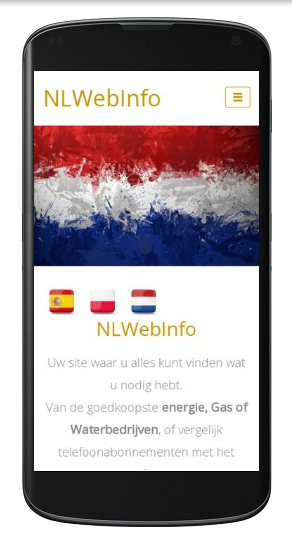 NLWebInfo
NLWebInfo
Uw site waar u alles kunt vinden wat
u nodig hebt.
Van de goedkoopste energie, Gas of
Waterbedrijven, of vergelijk
telefoonabonnementen met het